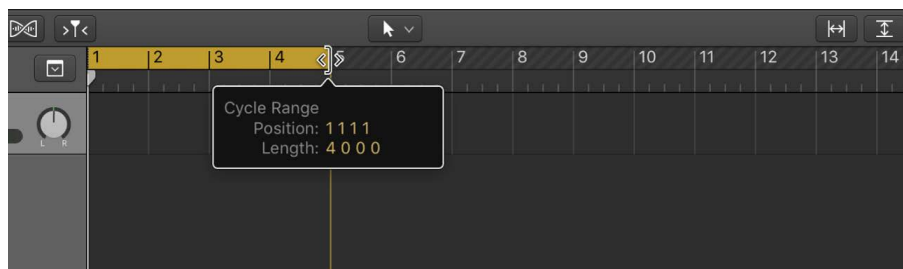 1 2 3 4 5 6 7 8 9 10 11 12 13 14
Cycle Range
Position: 1 1 1 1
Length: 4 0 0 0
L R